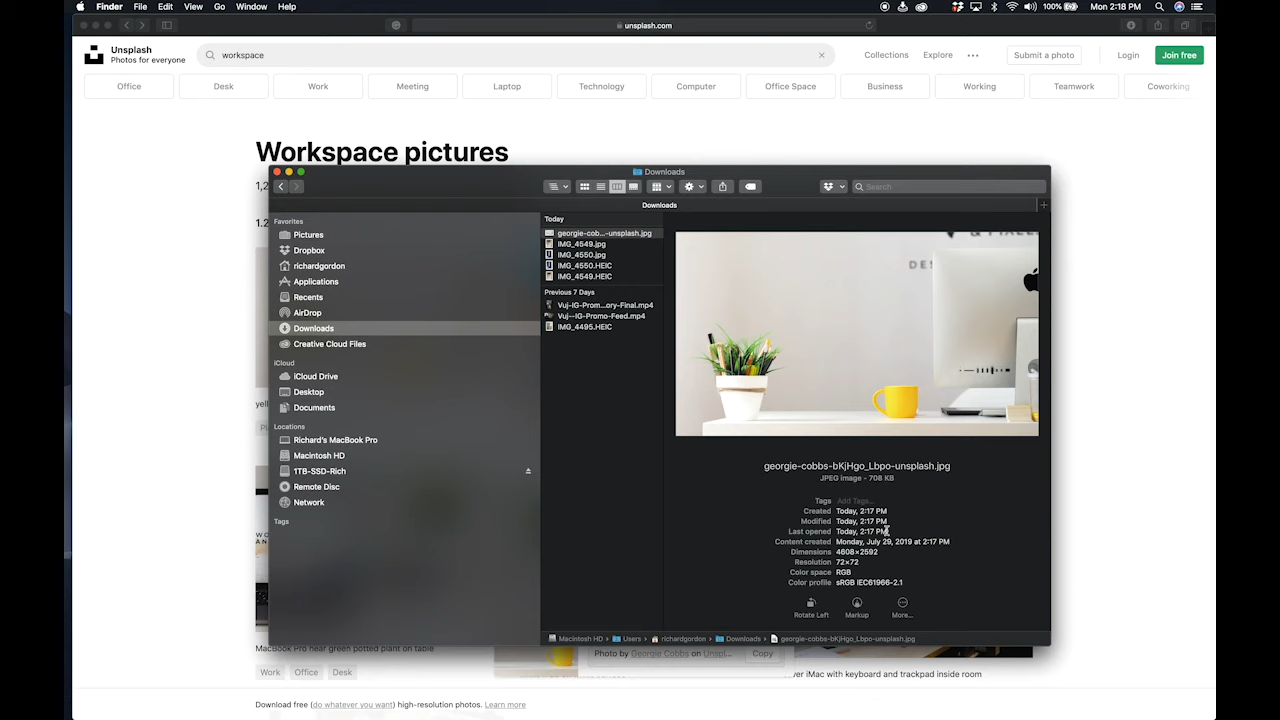 Finder File Edit View Go Window Help
100% Mon 2:18 PM
unsplash.com
Unsplash
Photos for everyone
workspace
Collections Explore Submit a photo Login Join free
Office Desk Work Meeting Laptop Technology Computer Office Space Business Working Teamwork Coworking
Workspace pictures
Downloads
Search
Downloads
Favorites
Pictures
Dropbox
richardgordon
Applications
Recents
AirDrop
Downloads
Creative Cloud Files
iCloud
iCloud Drive
Desktop
Documents
Locations
Richard's MacBook Pro
Macintosh HD
1TB-SSD-Rich
Remote Disc
Network
Tags
Today
georgie-cob...-unsplash.jpg
IMG_4549.jpg
IMG_4550.jpg
IMG_4550.HEIC
IMG_4549.HEIC
Previous 7 Days
Vuj-IG-Prom...ory-Final.mp4
Vuj--IG-Promo-Feed.mp4
IMG_4495.HEIC
georgie-cobbs-bKjHgo_Lbpo-unsplash.jpg
JPEG image - 708 KB
Tags Add Tags...
Created Today, 2:17 PM
Modified Today, 2:17 PM
Last opened Today, 2:17 PM
Content created Monday, July 29, 2019 at 2:17 PM
Dimensions 4608×2592
Resolution 72×72
Color space RGB
Color profile sRGB IEC61966-2.1
Rotate Left Markup More...
Macintosh HD Users richardgordon Downloads georgie-cobbs-bKjHgo_Lbpo-unsplash.jpg
MacBook Pro near green potted plant on table
Photo by Georgie Cobbs on Unspl... Copy
ver iMac with keyboard and trackpad inside room
Work Office Desk
Download free (do whatever you want) high-resolution photos. Learn more